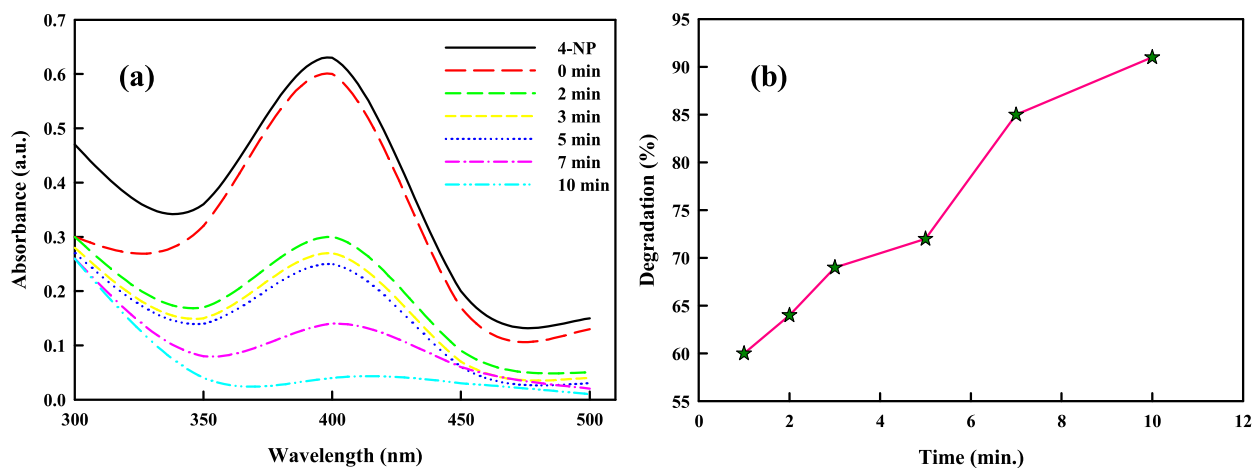 (a)
Absorbance (a.u.)
0.7
0.6
0.5
0.4
0.3
0.2
0.1
0.0
300
350
400
450
500
Wavelength (nm)
4-NP
0 min
2 min
3 min
5 min
7 min
10 min
(b)
Degradation (%)
95
90
85
80
75
70
65
60
55
0
2
4
6
8
10
12
Time (min.)